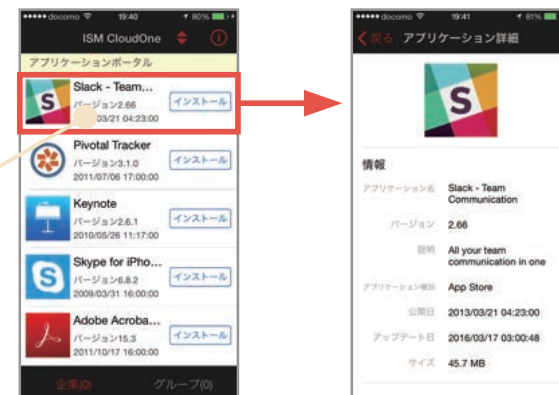 ●●●●● docomo 19:40 80%
ISM CloudOne
アプリケーションポータル
Slack - Team...
バージョン2.66
03/21 04:23:00
インストール
Pivotal Tracker
バージョン3.1.0
2011/07/06 17:00:00
インストール
Keynote
バージョン2.6.1
2010/05/26 11:17:00
インストール
Skype for iPho...
バージョン6.8.2
2009/03/31 16:00:00
インストール
Adobe Acroba...
バージョン15.3
2011/10/17 16:00:00
インストール
企業(0) グループ(0)
●●●●● docomo 19:41 81%
戻る アプリケーション詳細
S
情報
アプリケーション名 Slack - Team
Communication
バージョン 2.66
説明 All your team
communication in one
アプリケーション種別 App Store
公開日 2013/03/21 04:23:00
アップデート日 2016/03/17 03:00:48
サイズ 45.7 MB